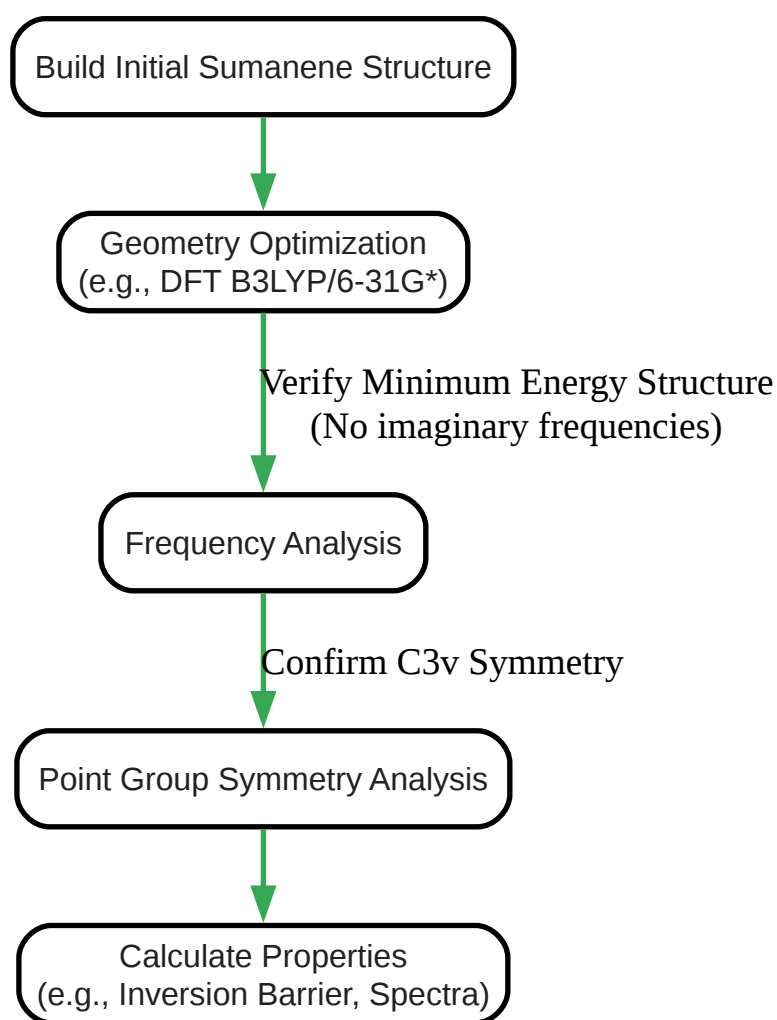 Build Initial Sumanene Structure
Geometry Optimization
(e.g., DFT B3LYP/6-31G*)
Verify Minimum Energy Structure
(No imaginary frequencies)
Frequency Analysis
Confirm C3v Symmetry
Point Group Symmetry Analysis
Calculate Properties
(e.g., Inversion Barrier, Spectra)